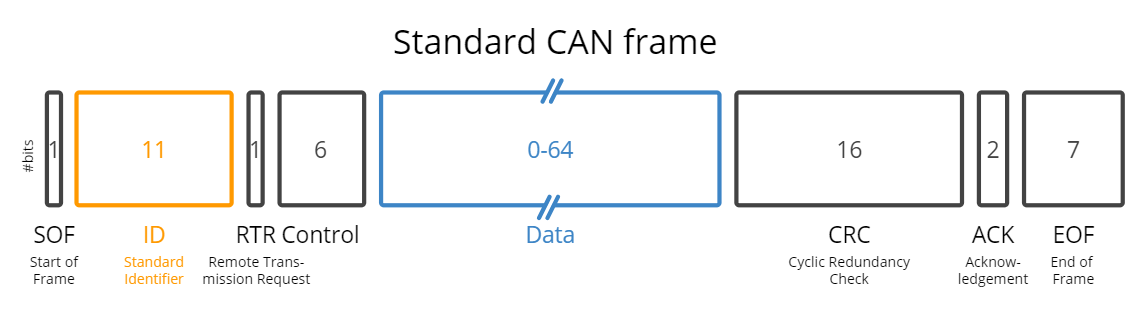 Standard CAN frame
#bits
1
11
1
6
0-64
16
2
7
SOF
ID
RTR
Control
Data
CRC
ACK
EOF
Start of
Frame
Standard
Identifier
Remote Trans-
mission Request
Cyclic Redundancy
Check
Acknow-
ledgement
End of
Frame